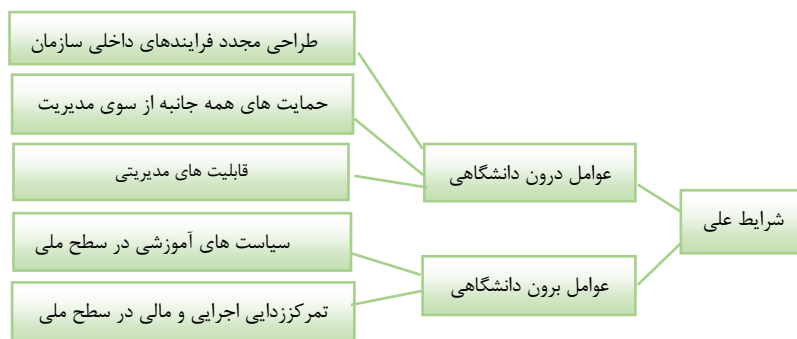 شرایط علی
عوامل درون دانشگاهی
طراحی مجدد فرایندهای داخلی سازمان
حمایت های همه جانبه از سوی مدیریت
قابلیت های مدیریتی
عوامل برون دانشگاهی
سیاست های آموزشی در سطح ملی
تمرکززدایی اجرایی و مالی در سطح ملی